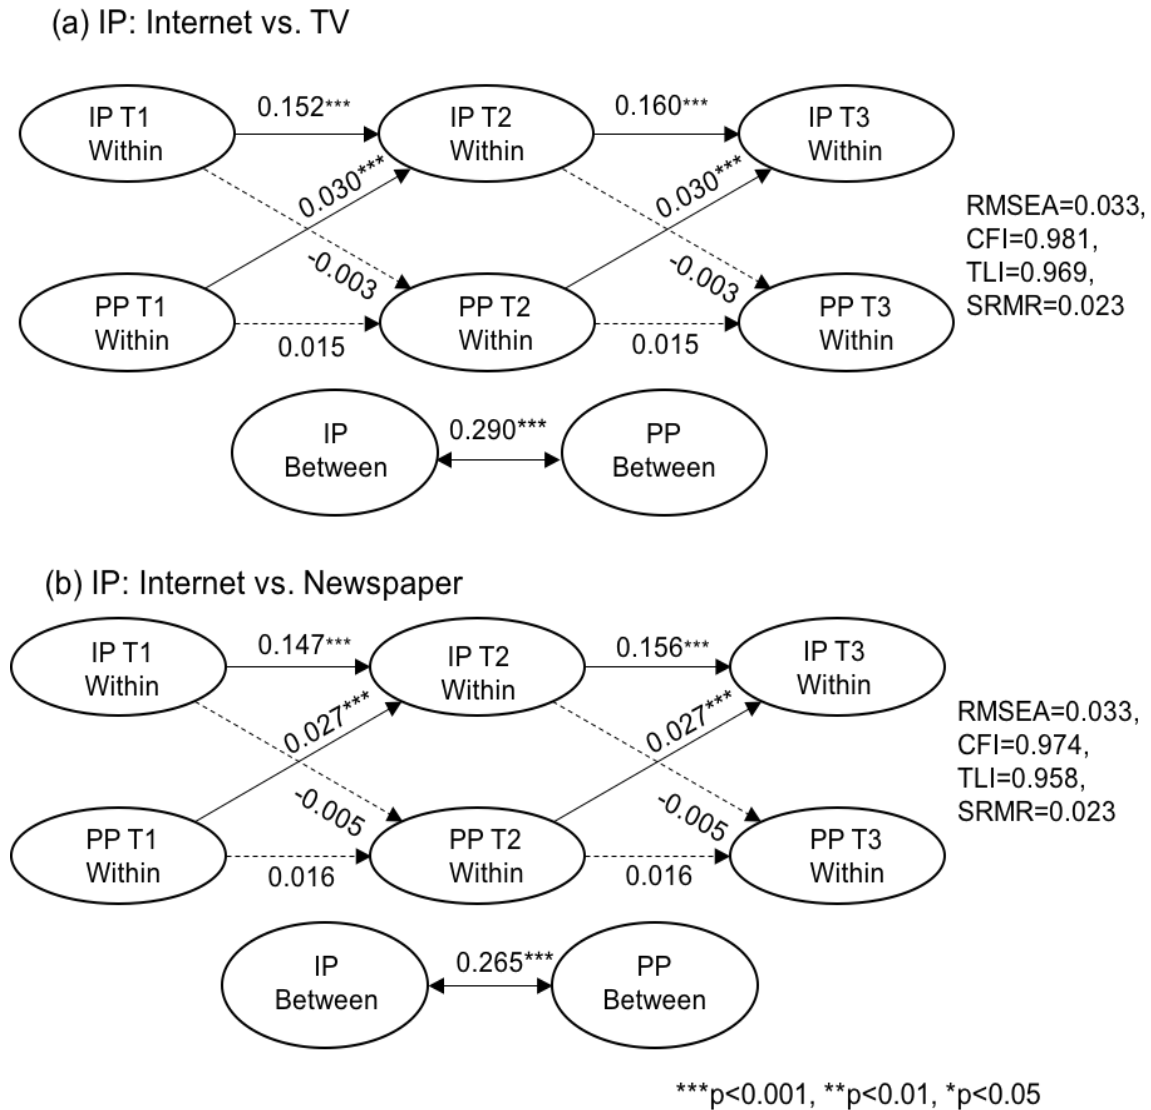 (a) IP: Internet vs. TV
IP T1
Within
0.152***
IP T2
Within
0.160***
IP T3
Within
0.030***
0.030***
-0.003
-0.003
PP T1
Within
0.015
PP T2
Within
0.015
PP T3
Within
RMSEA=0.033,
CFI=0.981,
TLI=0.969,
SRMR=0.023
IP
Between
0.290***
PP
Between
(b) IP: Internet vs. Newspaper
IP T1
Within
0.147***
IP T2
Within
0.156***
IP T3
Within
0.027***
0.027***
-0.005
-0.005
PP T1
Within
0.016
PP T2
Within
0.016
PP T3
Within
RMSEA=0.033,
CFI=0.974,
TLI=0.958,
SRMR=0.023
IP
Between
0.265***
PP
Between
***p<0.001, **p<0.01, *p<0.05